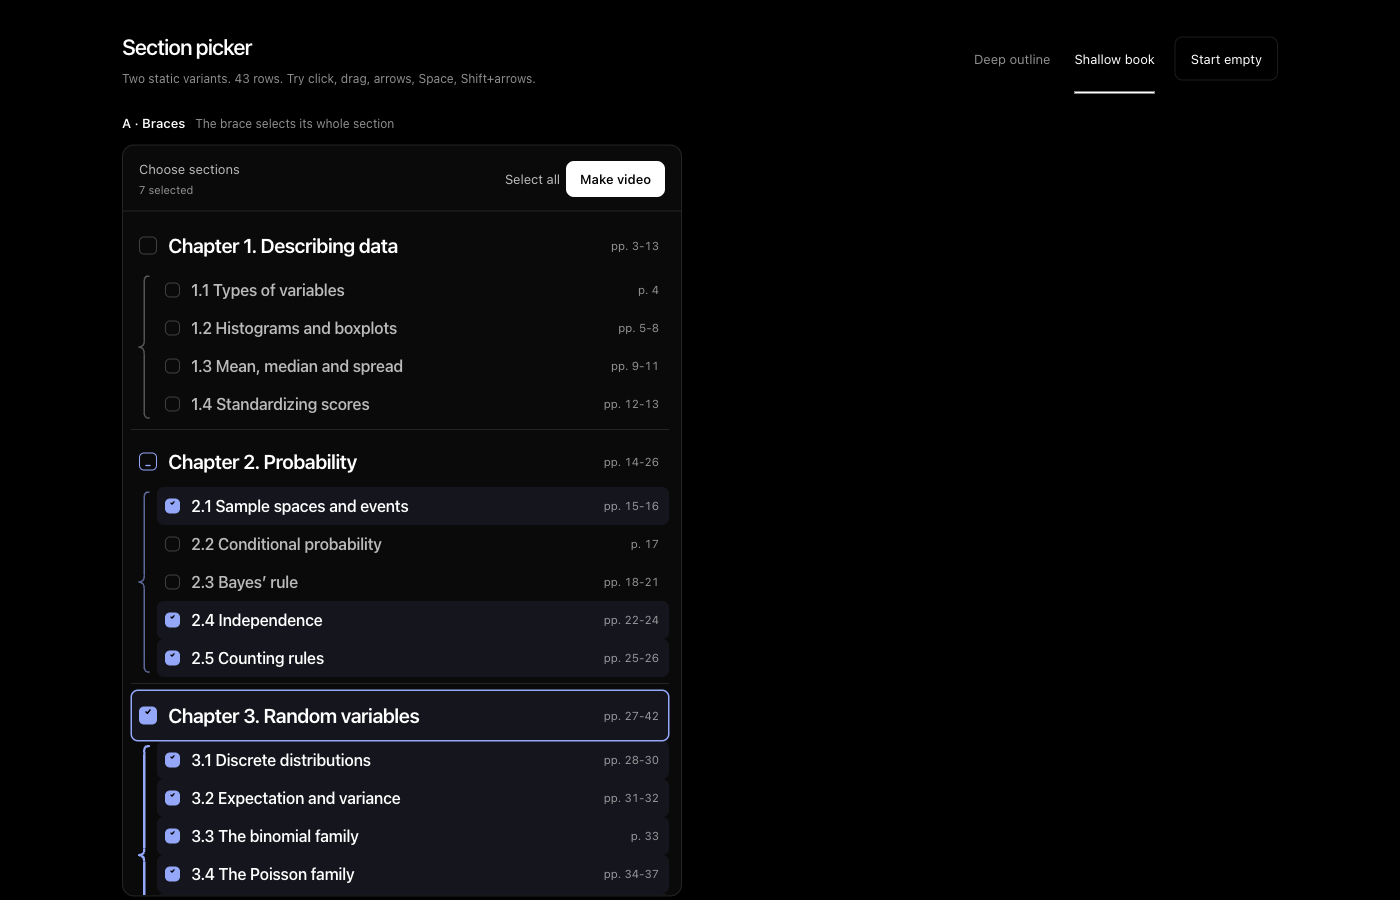 Section picker
Two static variants. 43 rows. Try click, drag, arrows, Space, Shift+arrows.
Deep outline
Shallow book
Start empty
A · Braces The brace selects its whole section
Choose sections
7 selected
Select all
Make video
Chapter 1. Describing data pp. 3-13
1.1 Types of variables p. 4
1.2 Histograms and boxplots pp. 5-8
1.3 Mean, median and spread pp. 9-11
1.4 Standardizing scores pp. 12-13
Chapter 2. Probability pp. 14-26
2.1 Sample spaces and events pp. 15-16
2.2 Conditional probability p. 17
2.3 Bayes’ rule pp. 18-21
2.4 Independence pp. 22-24
2.5 Counting rules pp. 25-26
Chapter 3. Random variables pp. 27-42
3.1 Discrete distributions pp. 28-30
3.2 Expectation and variance pp. 31-32
3.3 The binomial family p. 33
3.4 The Poisson family pp. 34-37